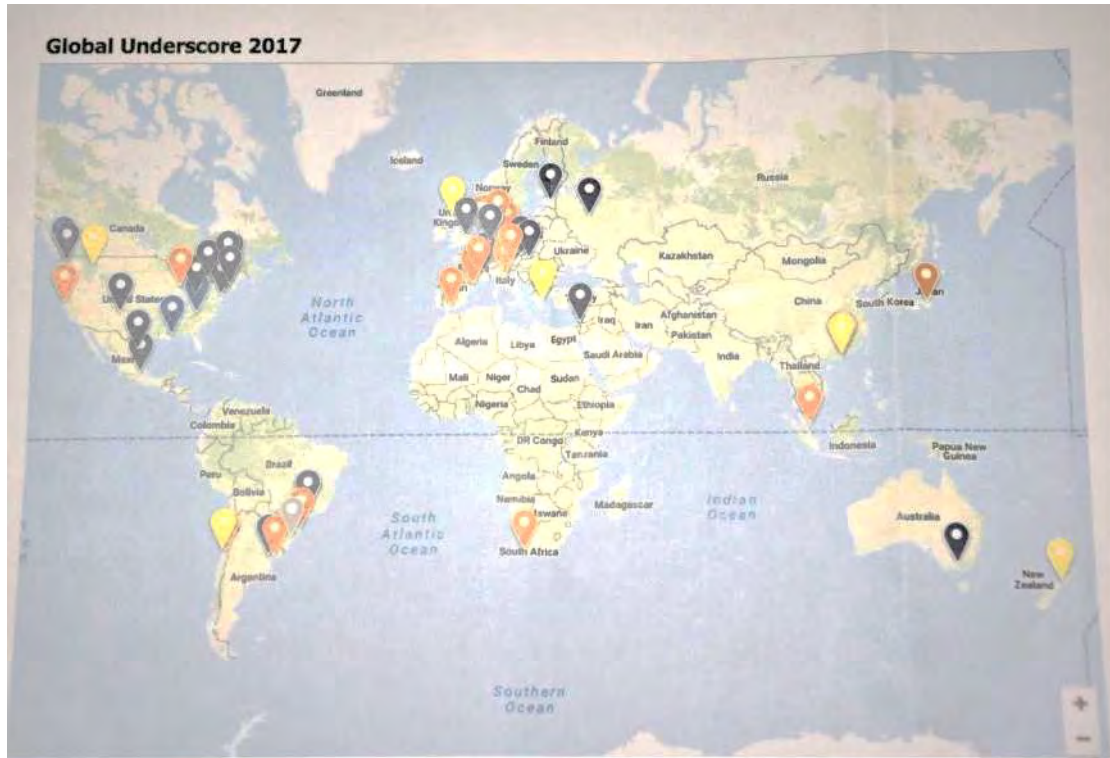 Global Underscore 2017
Greenland
Iceland
Finland
Sweden
Norway
Russia
Canada
Ukraine
Kazakhstan
Mongolia
Italy
North
Atlantic
Ocean
China
South Korea
Iraq
Iran
Afghanistan
Pakistan
Algeria
Libya
Egypt
Saudi Arabia
India
Thailand
Mali
Niger
Chad
Sudan
Nigeria
Ethiopia
Venezuela
Colombia
DR Congo
Kenya
Tanzania
Indonesia
Papua New
Guinea
Peru
Brazil
Bolivia
Angola
Namibia
Madagascar
South
Atlantic
Ocean
Indian
Ocean
Australia
South Africa
Argentina
New
Zealand
Southern
Ocean
+
−